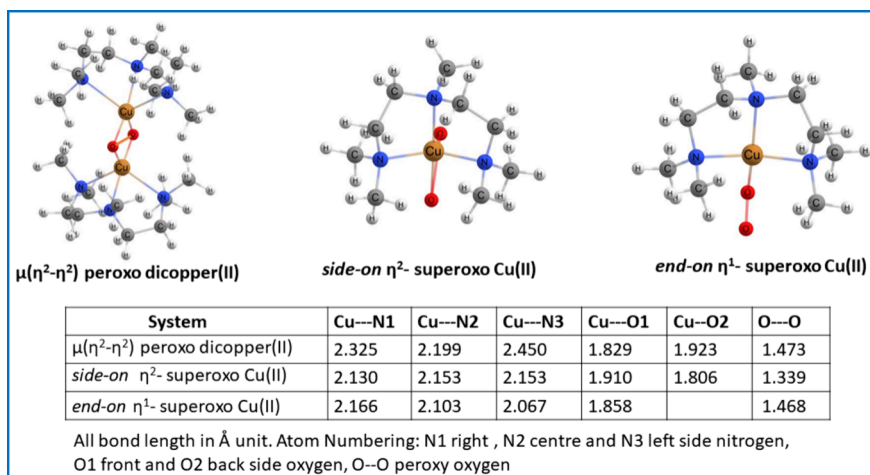 μ(η²-η²) peroxo dicopper(II)
side-on η²- superoxo Cu(II)
end-on η¹- superoxo Cu(II)
System Cu---N1 Cu---N2 Cu---N3 Cu---O1 Cu--O2 O---O
μ(η²-η²) peroxo dicopper(II) 2.325 2.199 2.450 1.829 1.923 1.473
side-on η²- superoxo Cu(II) 2.130 2.153 2.153 1.910 1.806 1.339
end-on η¹- superoxo Cu(II) 2.166 2.103 2.067 1.858 1.468
All bond length in Å unit. Atom Numbering: N1 right , N2 centre and N3 left side nitrogen,
O1 front and O2 back side oxygen, O--O peroxy oxygen